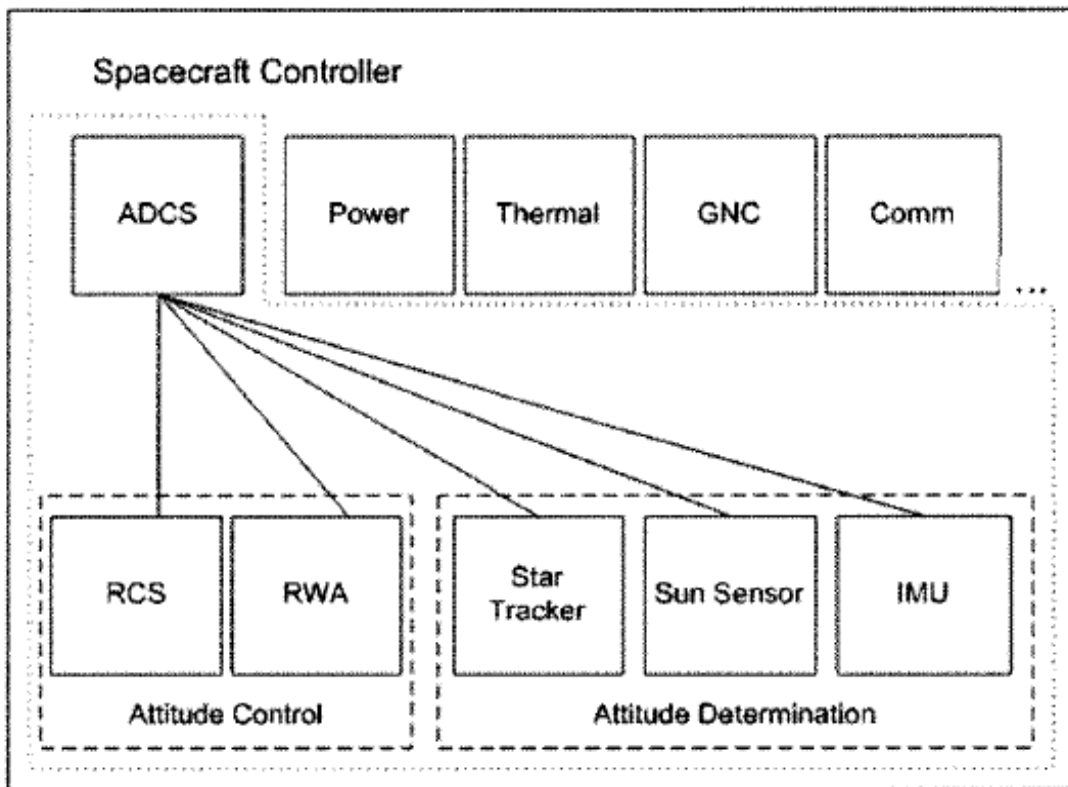 Spacecraft Controller
ADCS
Power
Thermal
GNC
Comm
...
RCS
RWA
Star
Tracker
Sun Sensor
IMU
Attitude Control
Attitude Determination